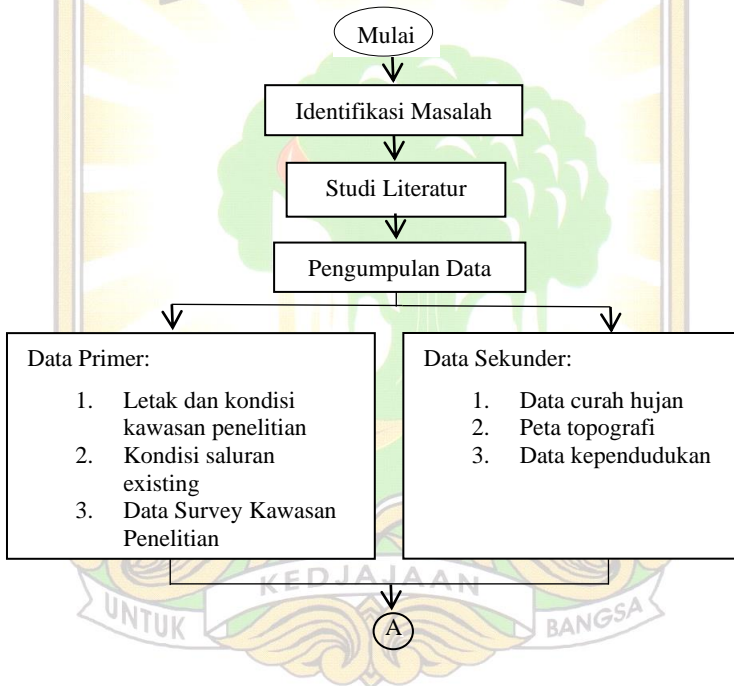 Mulai
Identifikasi Masalah
Studi Literatur
Pengumpulan Data
Data Primer:
1. Letak dan kondisi
kawasan penelitian
2. Kondisi saluran
existing
3. Data Survey Kawasan
Penelitian
Data Sekunder:
1. Data curah hujan
2. Peta topografi
3. Data kependudukan
KEDJAJAAN
UNTUK
BANGSA
A